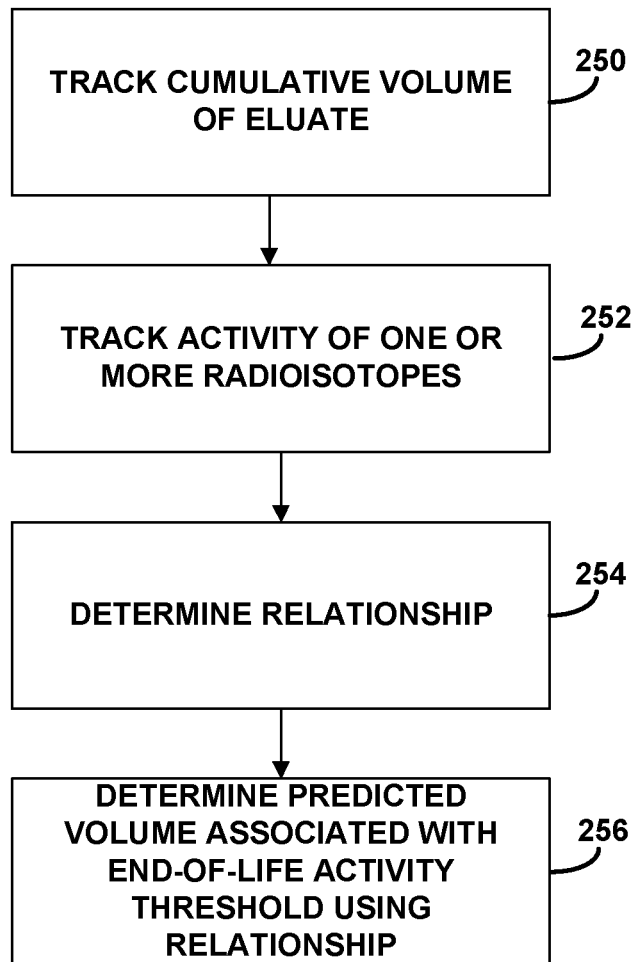 TRACK CUMULATIVE VOLUME
OF ELUATE
250
TRACK ACTIVITY OF ONE OR
MORE RADIOISOTOPES
252
DETERMINE RELATIONSHIP
254
DETERMINE PREDICTED
VOLUME ASSOCIATED WITH
END-OF-LIFE ACTIVITY
THRESHOLD USING
RELATIONSHIP
256